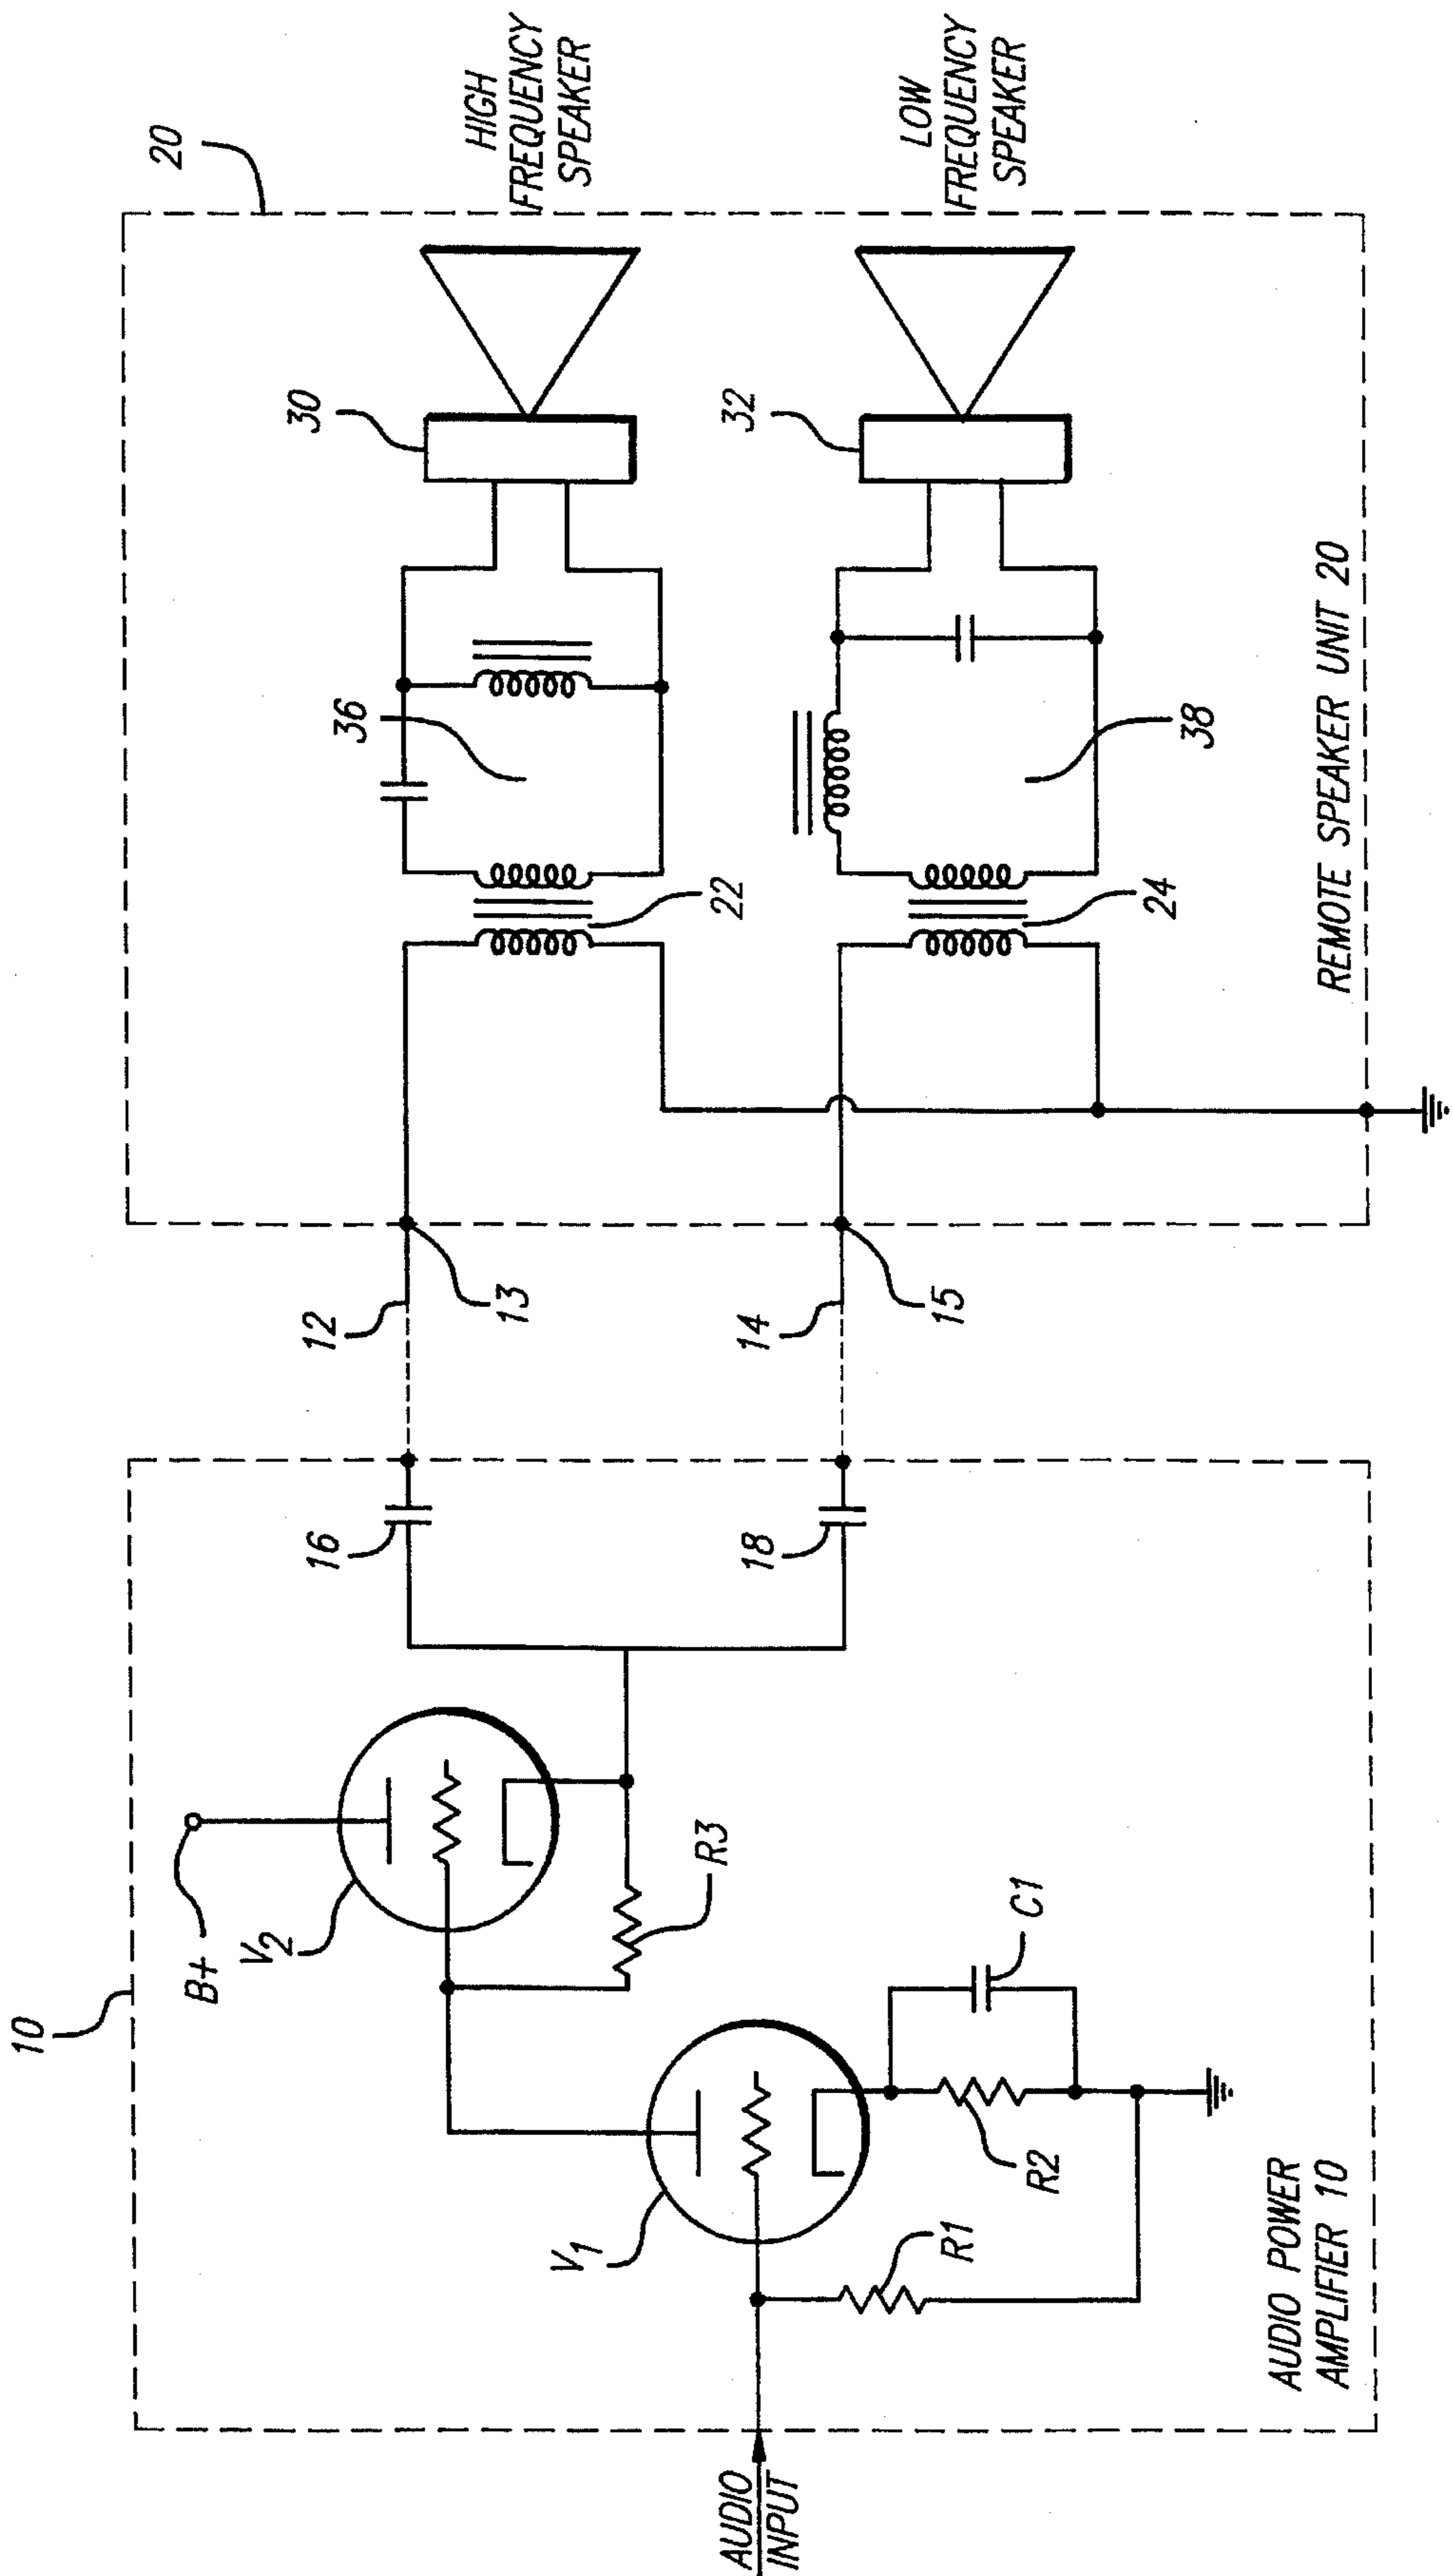 AUDIO
INPUT
10
B+
V2
V1
R3
R1
R2
C1
AUDIO POWER
AMPLIFIER 10
16
18
12
13
14
15
20
22
24
36
38
30
32
HIGH
FREQUENCY
SPEAKER
LOW
FREQUENCY
SPEAKER
REMOTE SPEAKER UNIT 20